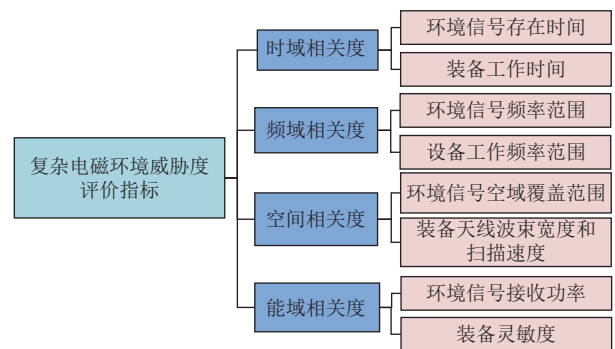 复杂电磁环境威胁度
评价指标
时域相关度
环境信号存在时间
装备工作时间
频域相关度
环境信号频率范围
设备工作频率范围
空间相关度
环境信号空域覆盖范围
装备天线波束宽度和
扫描速度
能域相关度
环境信号接收功率
装备灵敏度